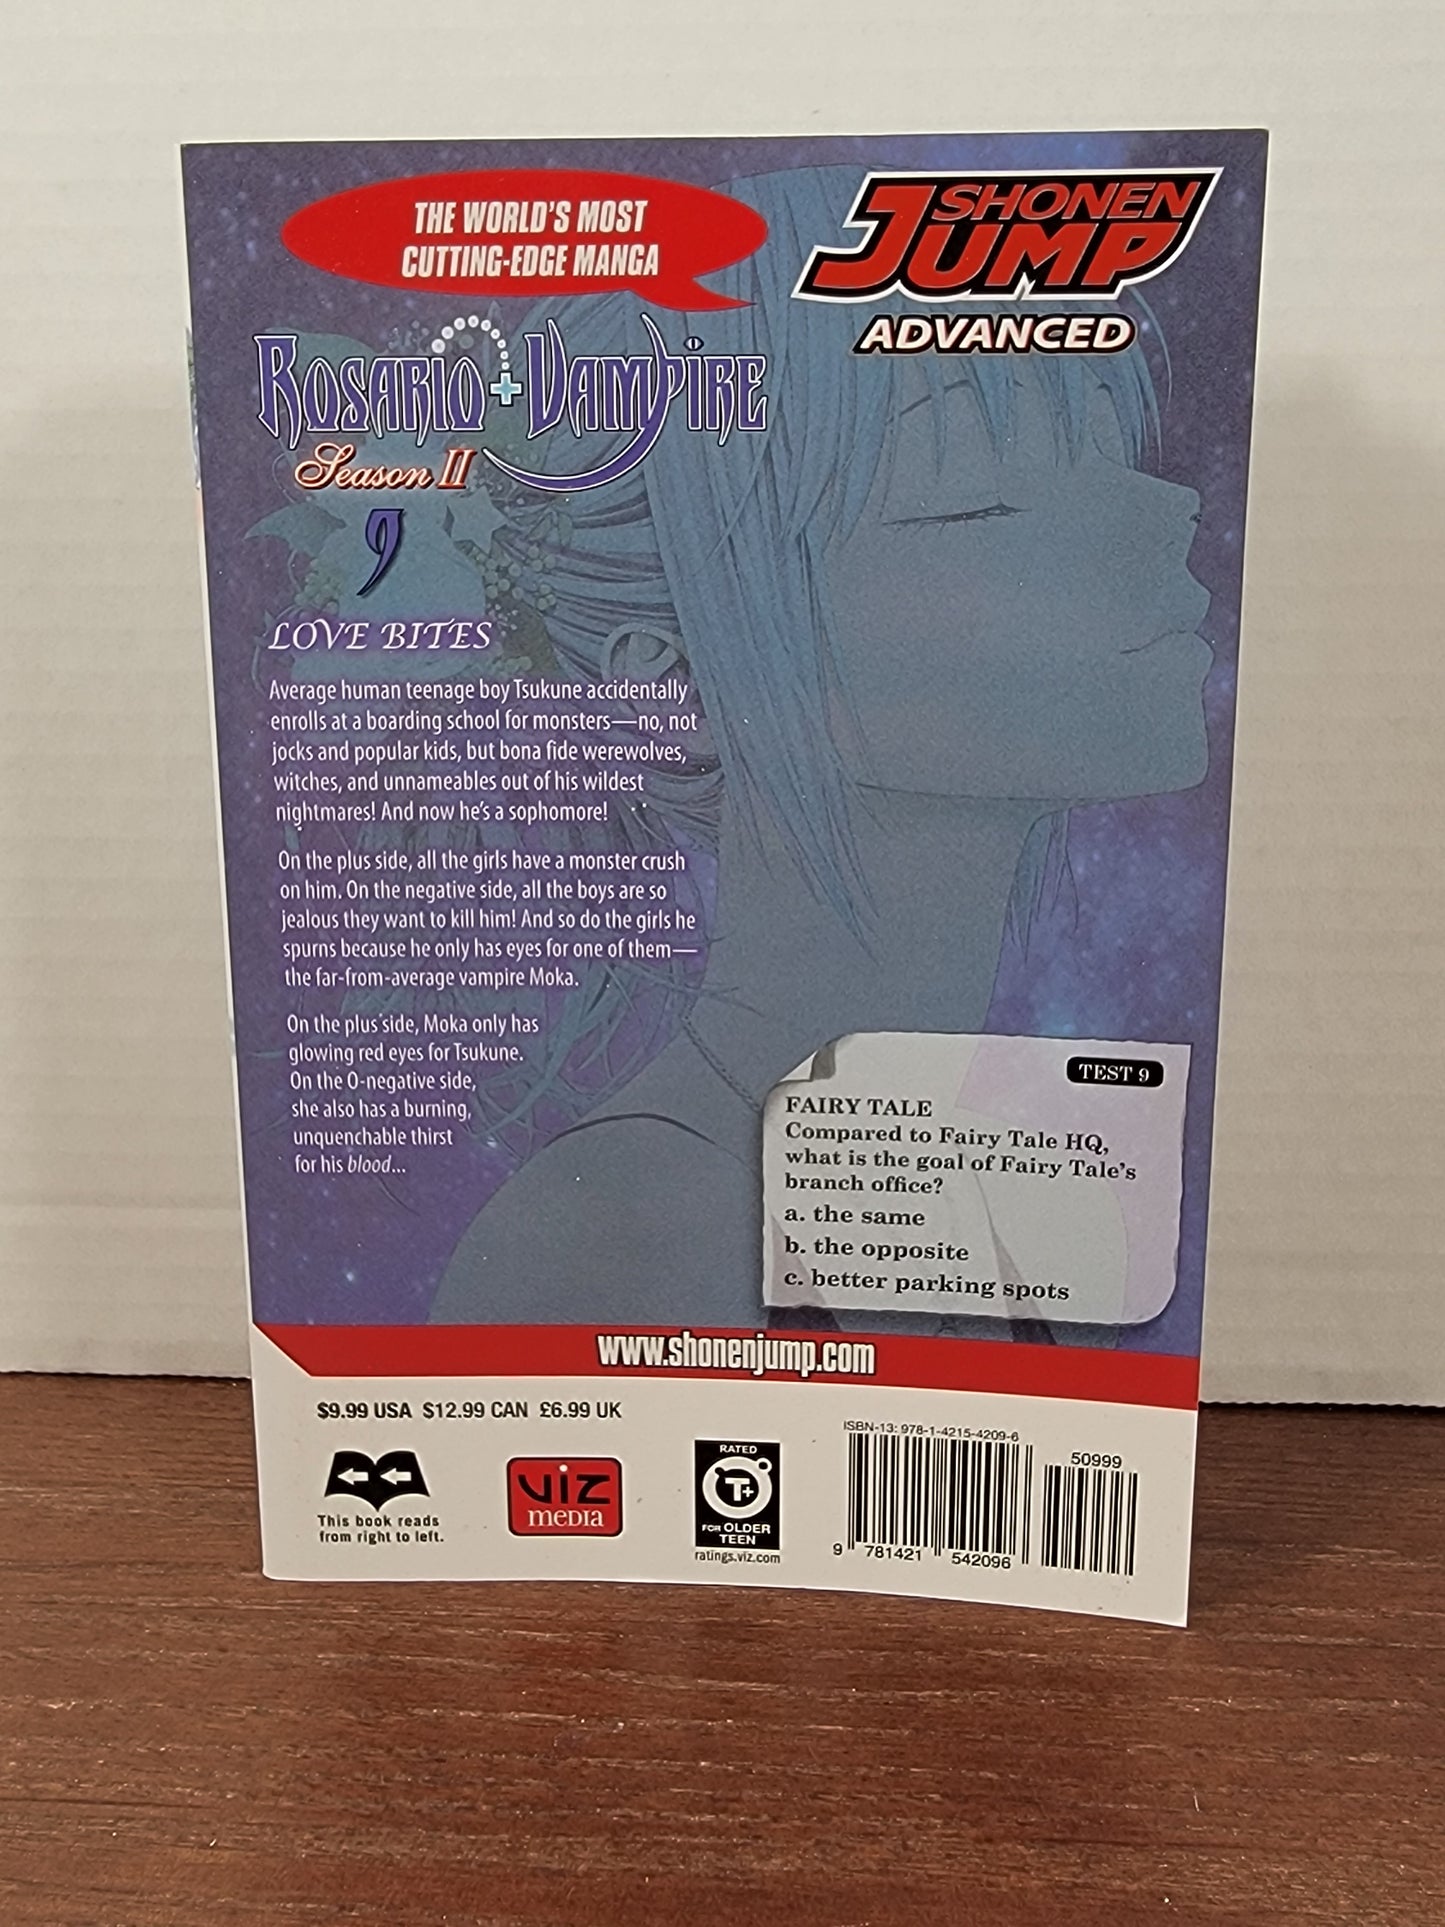 THE WORLD'S MOST
CUTTING-EDGE MANGA
SHONEN
JUMP
ADVANCED
ROSARIO+VAMPIRE
Season II
9
LOVE BITES
Average human teenage boy Tsukune accidentally
enrolls at a boarding school for monsters—no, not
jocks and popular kids, but bona fide werewolves,
witches, and unnameables out of his wildest
nightmares! And now he's a sophomore!
On the plus side, all the girls have a monster crush
on him. On the negative side, all the boys are so
jealous they want to kill him! And so do the girls he
spurns because he only has eyes for one of them—
the far-from-average vampire Moka.
On the plus side, Moka only has
glowing red eyes for Tsukune.
On the O-negative side,
she also has a burning,
unquenchable thirst
for his blood...
TEST 9
FAIRY TALE
Compared to Fairy Tale HQ,
what is the goal of Fairy Tale's
branch office?
a. the same
b. the opposite
c. better parking spots
www.shonenjump.com
$9.99 USA $12.99 CAN £6.99 UK
This book reads
from right to left.
VIZ
MEDIA
RATED
T+
FOR OLDER
TEEN
ratings.viz.com
ISBN-13: 978-1-4215-4209-6
50999
9 781421 542096